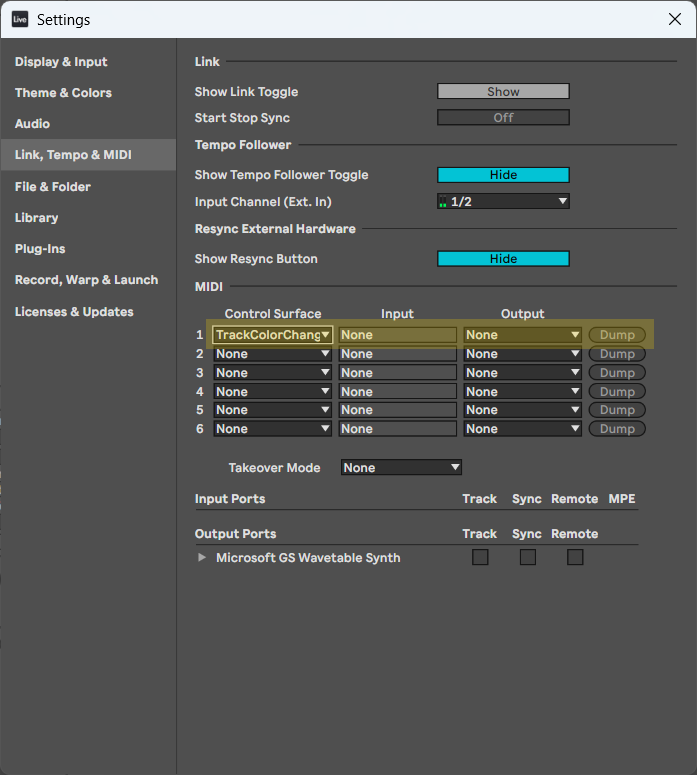 Live Settings
Display & Input
Theme & Colors
Audio
Link, Tempo & MIDI
File & Folder
Library
Plug-Ins
Record, Warp & Launch
Licenses & Updates
Link
Show Link Toggle Show
Start Stop Sync Off
Tempo Follower
Show Tempo Follower Toggle Hide
Input Channel (Ext. In) 1/2
Resync External Hardware
Show Resync Button Hide
MIDI
Control Surface Input Output
1 TrackColorChang None None Dump
2 None None None Dump
3 None None None Dump
4 None None None Dump
5 None None None Dump
6 None None None Dump
Takeover Mode None
Input Ports Track Sync Remote MPE
Output Ports Track Sync Remote
Microsoft GS Wavetable Synth